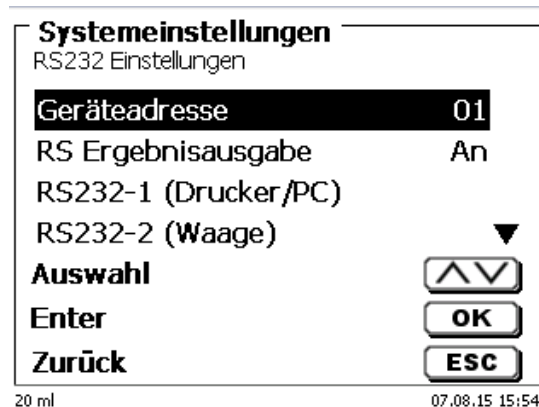 Systemeinstellungen
RS232 Einstellungen
Geräteadresse 01
RS Ergebnisausgabe An
RS232-1 (Drucker/PC)
RS232-2 (Waage)
Auswahl
Enter OK
Zurück ESC
20 ml 07.08.15 15:54